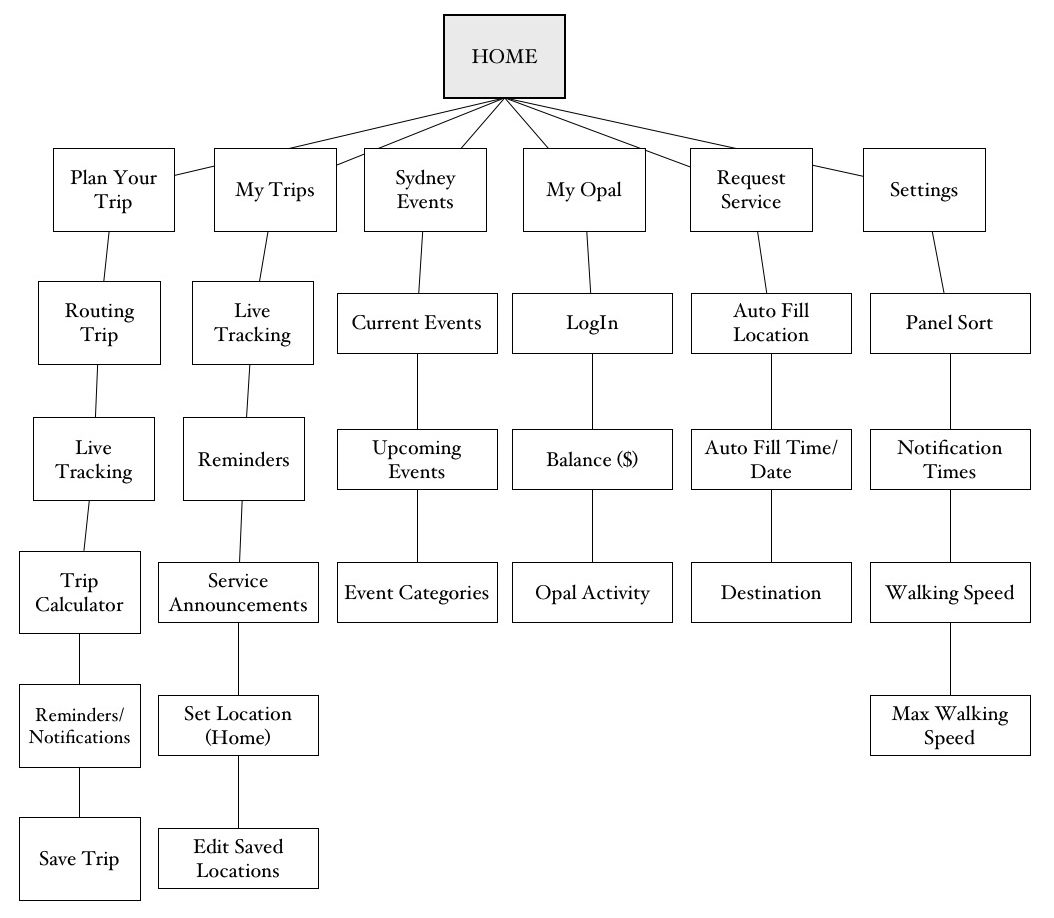 HOME
Plan Your
Trip
My Trips
Sydney
Events
My Opal
Request
Service
Settings
Routing
Trip
Live
Tracking
Current Events
LogIn
Auto Fill
Location
Panel Sort
Live
Tracking
Reminders
Upcoming
Events
Balance ($)
Auto Fill Time/
Date
Notification
Times
Trip
Calculator
Service
Announcements
Event Categories
Opal Activity
Destination
Walking Speed
Reminders/
Notifications
Set Location
(Home)
Max Walking
Speed
Save Trip
Edit Saved
Locations